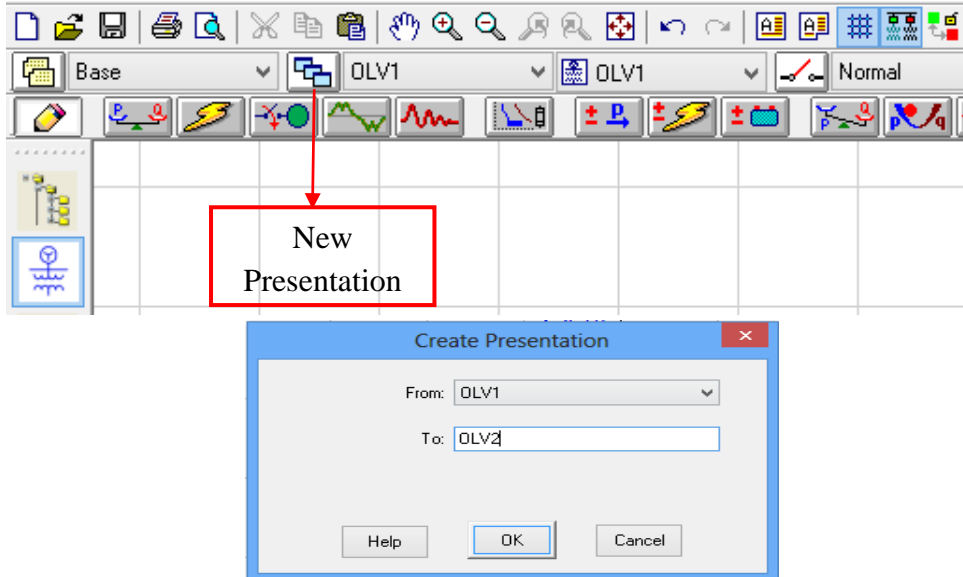 Base OLV1 OLV1 Normal
P Q ± P ± ± P p q
New
Presentation
Create Presentation
From: OLV1
To: OLV2
Help OK Cancel